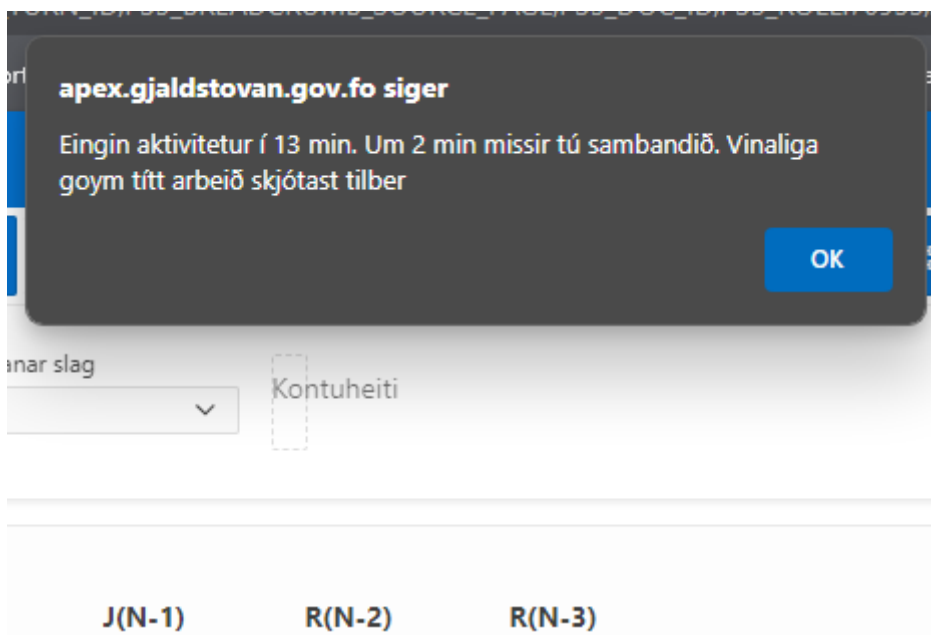 apex.gjaldstovan.gov.fo siger
Eingin aktivitetur í 13 min. Um 2 min missir tú sambandið. Vinaliga
goym títt arbeið skjótast tilber
OK
slag
Kontuheiti
J(N-1) R(N-2) R(N-3)